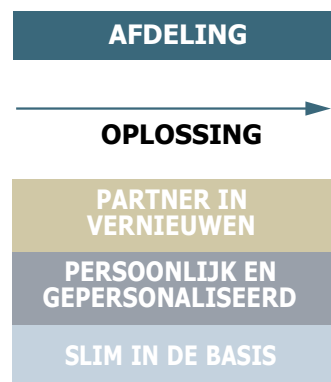 AFDELING
OPLOSSING
PARTNER IN
VERNIEUWEN
PERSOONLIJK EN
GEPERSONALISEERD
SLIM IN DE BASIS